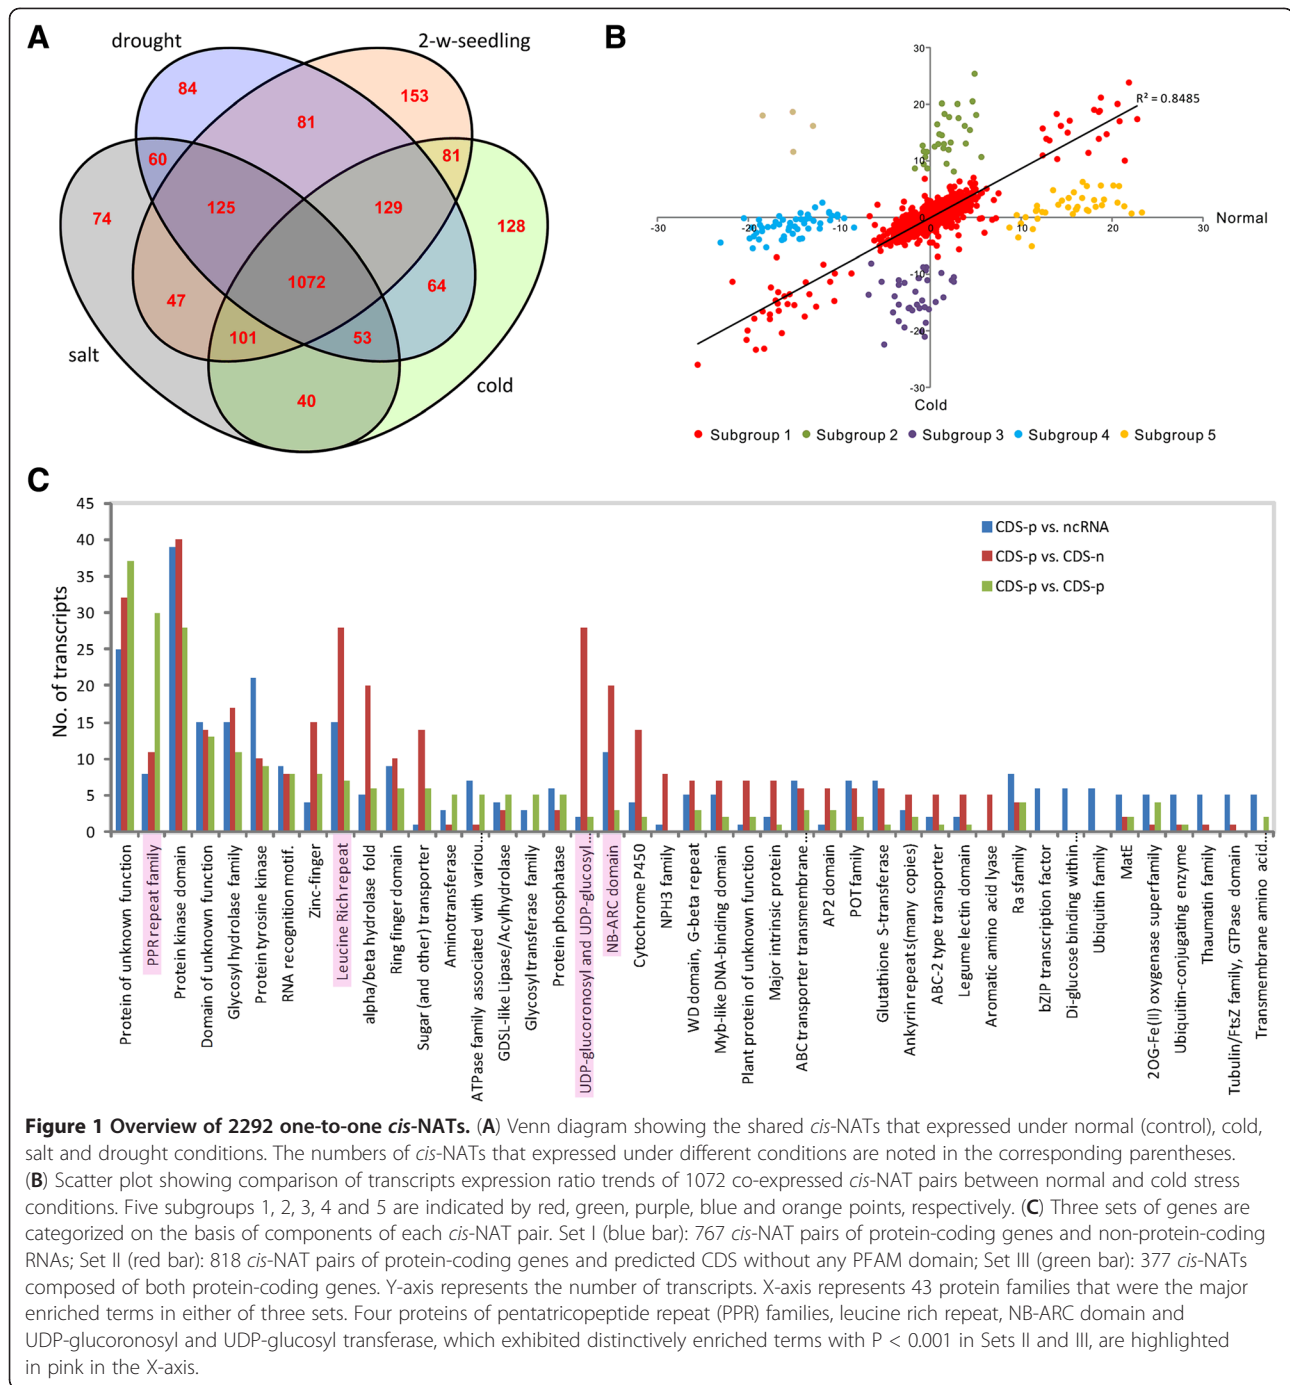 A
drought
2-w-seedling
84
153
81
60
81
74
125
129
128
1072
47
64
101
53
salt
cold
40
B
30
20
10
0
-30
-20
-10
0
10
20
30
-10
-20
-30
R² = 0.8485
Normal
Cold
Subgroup 1
Subgroup 2
Subgroup 3
Subgroup 4
Subgroup 5
C
No. of transcripts
45
40
35
30
25
20
15
10
5
0
CDS-p vs. ncRNA
CDS-p vs. CDS-n
CDS-p vs. CDS-p
Protein of unknown function
PPR repeat family
Protein kinase domain
Domain of unknown function
Glycosyl hydrolase family
Protein tyrosine kinase
RNA recognition motif.
Zinc-finger
Leucine Rich repeat
alpha/beta hydrolase fold
Ring finger domain
Sugar (and other) transporter
Aminotransferase
ATPase family associated with variou...
GDSL-like Lipase/Acylhydrolase
Glycosyl transferase family
Protein phosphatase
UDP-glucoronosyl and UDP-glucosyl...
NB-ARC domain
Cytochrome P450
NPH3 family
WD domain, G-beta repeat
Myb-like DNA-binding domain
Plant protein of unknown function
Major intrinsic protein
ABC transporter transmembrane...
AP2 domain
POT family
Glutathione S-transferase
Ankyrin repeats(many copies)
ABC-2 type transporter
Legume lectin domain
Aromatic amino acid lyase
Ra sfamily
bZIP transcription factor
Di-glucose binding within...
Ubiquitin family
MatE
2OG-Fe(II) oxygenase superfamily
Ubiquitin-conjugating enzyme
Thaumatin family
Tubulin/FtsZ family, GTPase domain
Transmembrane amino acid...
Figure 1 Overview of 2292 one-to-one cis-NATs. (A) Venn diagram showing the shared cis-NATs that expressed under normal (control), cold,
salt and drought conditions. The numbers of cis-NATs that expressed under different conditions are noted in the corresponding parentheses.
(B) Scatter plot showing comparison of transcripts expression ratio trends of 1072 co-expressed cis-NAT pairs between normal and cold stress
conditions. Five subgroups 1, 2, 3, 4 and 5 are indicated by red, green, purple, blue and orange points, respectively. (C) Three sets of genes are
categorized on the basis of components of each cis-NAT pair. Set I (blue bar): 767 cis-NAT pairs of protein-coding genes and non-protein-coding
RNAs; Set II (red bar): 818 cis-NAT pairs of protein-coding genes and predicted CDS without any PFAM domain; Set III (green bar): 377 cis-NATs
composed of both protein-coding genes. Y-axis represents the number of transcripts. X-axis represents 43 protein families that were the major
enriched terms in either of three sets. Four proteins of pentatricopeptide repeat (PPR) families, leucine rich repeat, NB-ARC domain and
UDP-glucoronosyl and UDP-glucosyl transferase, which exhibited distinctively enriched terms with P < 0.001 in Sets II and III, are highlighted
in pink in the X-axis.